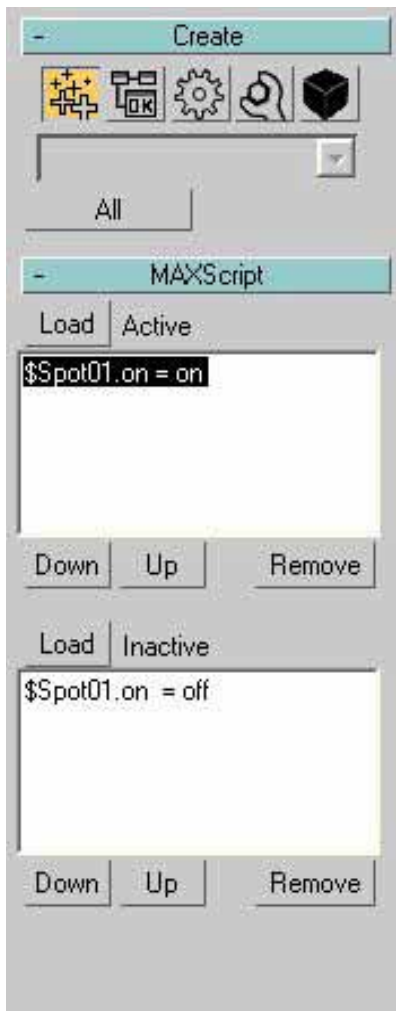 - Create
OK
All
- MAXScript
Load Active
$Spot01.on = on
Down Up Remove
Load Inactive
$Spot01.on  = off
Down Up Remove